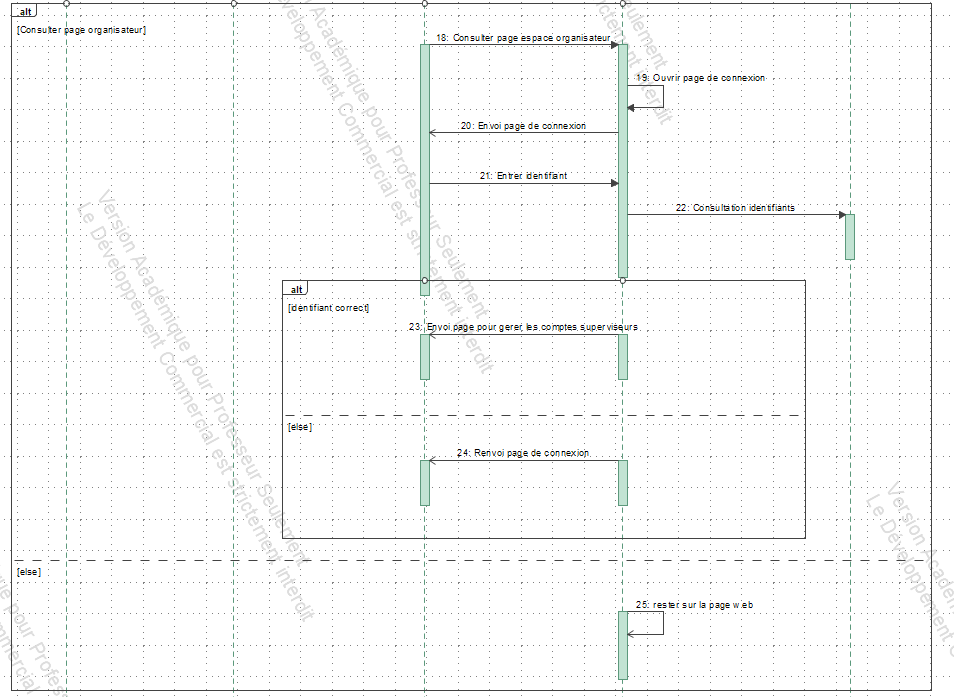 alt
[Consulter page organisateur]
18: Consulter page espace organisateur
19: Ouvrir page de connexion
20: Envoi page de connexion
21: Entrer identifiant
22: Consultation identifiants
alt
[identifiant correct]
23: Envoi page pour gerer les comptes superviseurs
[else]
24: Renvoi page de connexion
[else]
25: rester sur la page web
Version Académique pour Professeur Seulement
Le Développement Commercial est strictement interdit